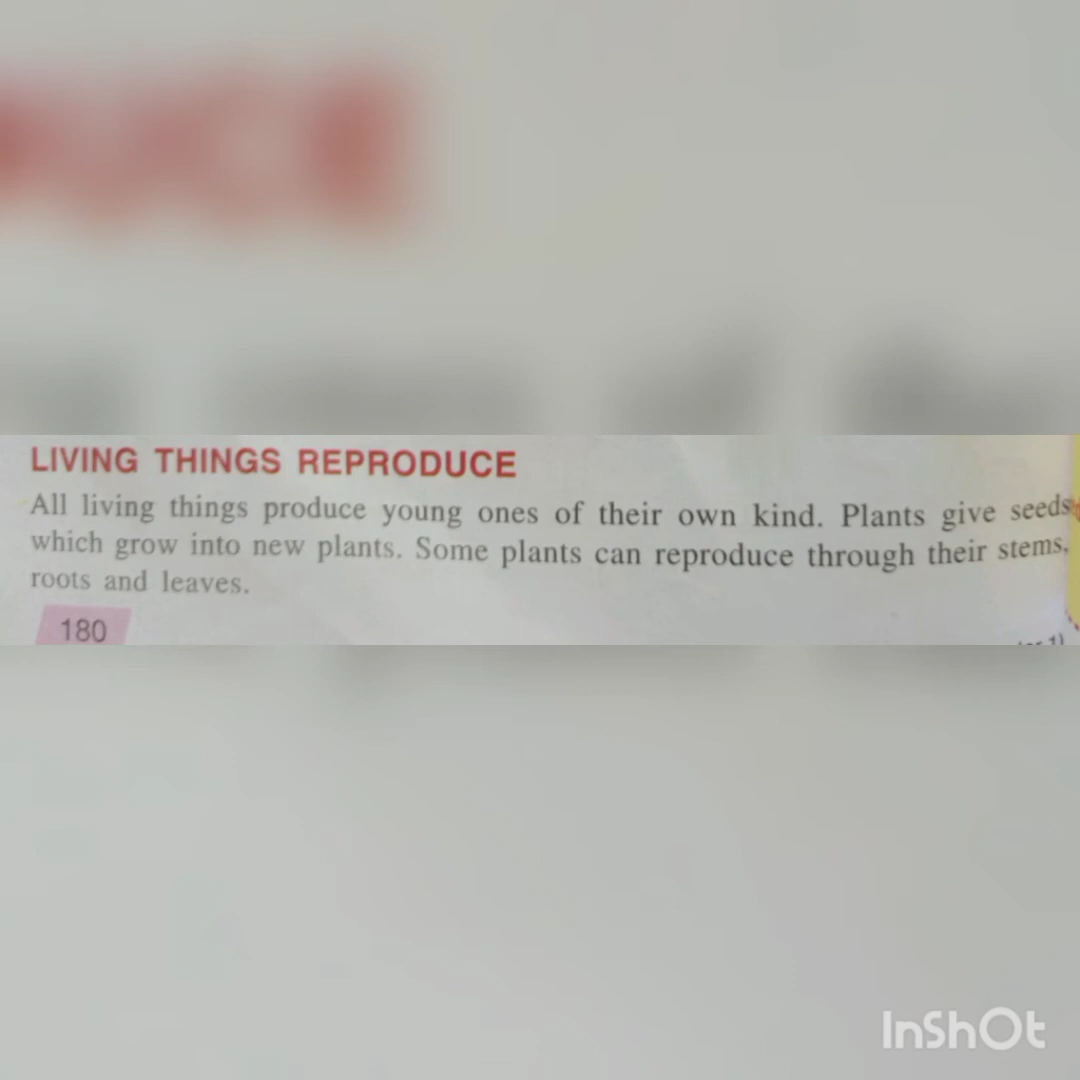 LIVING THINGS REPRODUCE
All living things produce young ones of their own kind. Plants give seeds
which grow into new plants. Some plants can reproduce through their stems,
roots and leaves.
180
InShOt